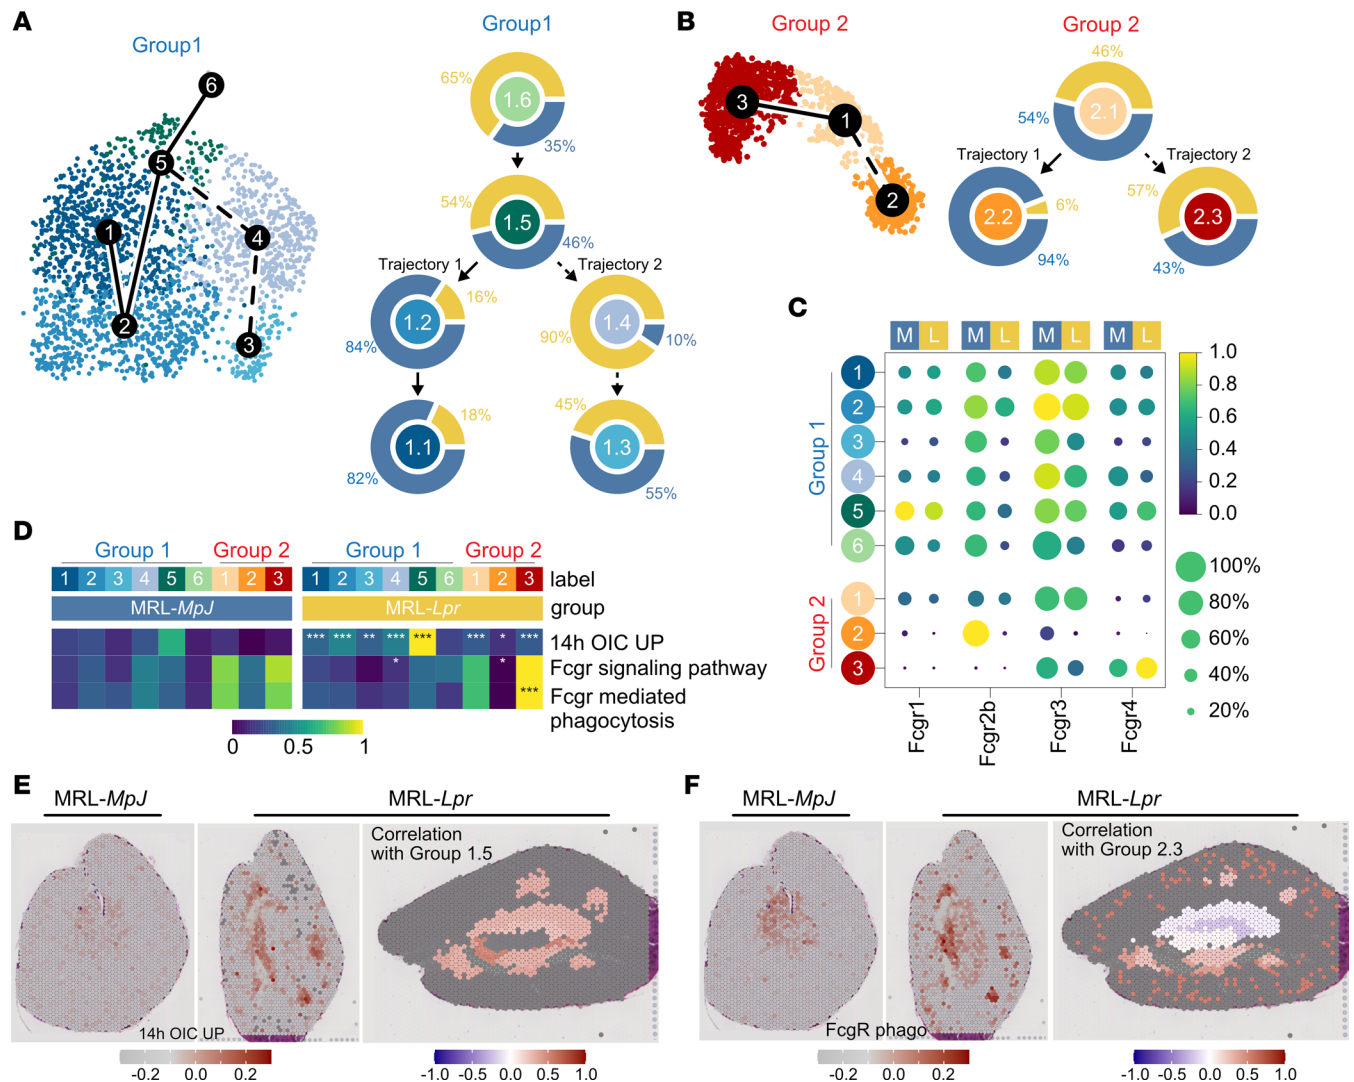 A
Group1
6
5
1
4
2
3
Group1
65%
1.6
35%
54%
1.5
46%
Trajectory 1
Trajectory 2
16%
1.2
84%
90%
1.4
10%
18%
1.1
82%
45%
1.3
55%
B
Group 2
3
1
2
Group 2
46%
2.1
54%
Trajectory 1
Trajectory 2
2.2
6%
94%
57%
2.3
43%
C
M L M L M L M L
Group 1
1
2
3
4
5
6
Group 2
1
2
3
Fcgr1
Fcgr2b
Fcgr3
Fcgr4
1.0
0.8
0.6
0.4
0.2
0.0
100%
80%
60%
40%
20%
D
Group 1 Group 2 Group 1 Group 2
1 2 3 4 5 6 1 2 3 1 2 3 4 5 6 1 2 3 label
MRL-MpJ MRL-Lpr group
*** *** ** *** *** *** * *** 14h OIC UP
* * Fcgr signaling pathway
*** Fcgr mediated
phagocytosis
0 0.5 1
E
MRL-MpJ
MRL-Lpr
Correlation
with Group 1.5
14h OIC UP
-0.2 0.0 0.2
-1.0 -0.5 0.0 0.5 1.0
F
MRL-MpJ
MRL-Lpr
Correlation
with Group 2.3
FcgR phago
-0.2 0.0 0.2
-1.0 -0.5 0.0 0.5 1.0